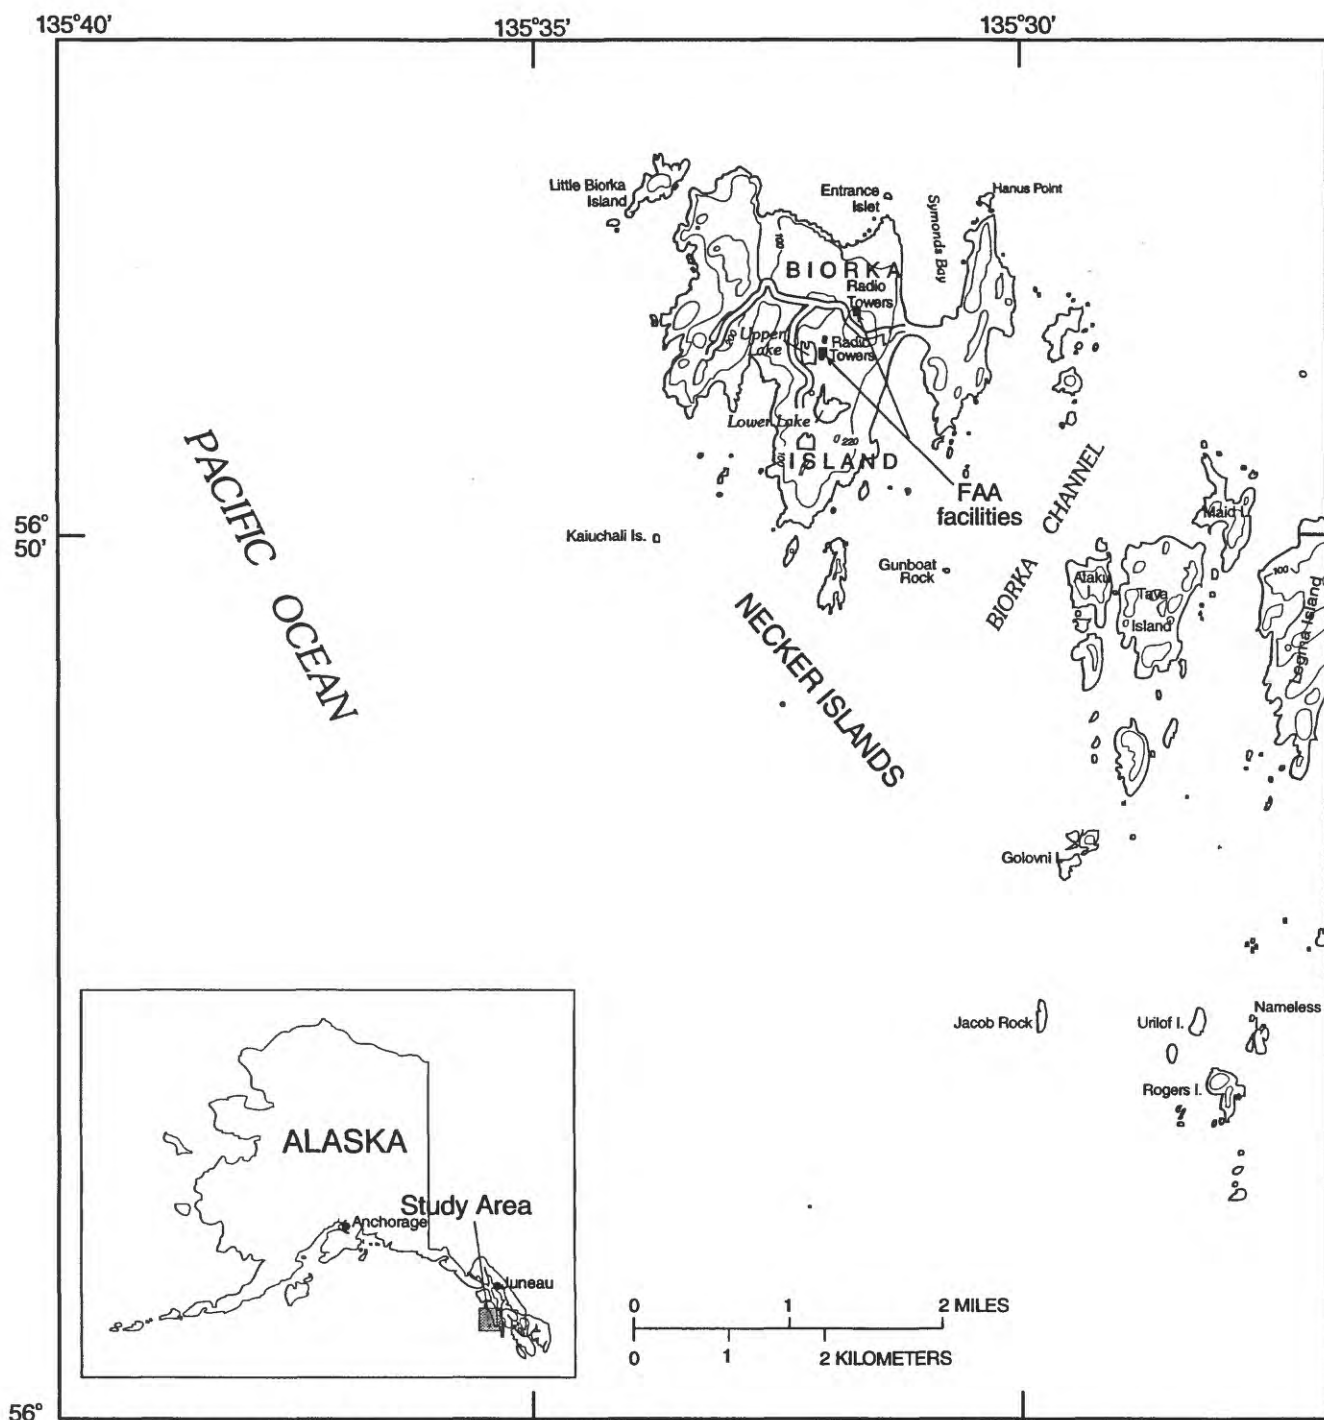 135°40'
135°35'
135°30'
Little Biorka
Island
Entrance
Islet
Symonds Bay
Hanus Point
100
BIORKA
Radio
Towers
Upper
Lake
Radio
Towers
Lower Lake
220
100
ISLAND
FAA
facilities
PACIFIC OCEAN
56°
50'
Kaiuchali Is.
Gunboat
Rock
BIORKA CHANNEL
Maid I.
Ataku
I.
Tava
Island
100
Legma Island
NECKER ISLANDS
Golovni I.
Jacob Rock
Urilof I.
Nameless
Rogers I.
ALASKA
Study Area
Anchorage
Juneau
0 1 2 MILES
0 1 2 KILOMETERS
56°